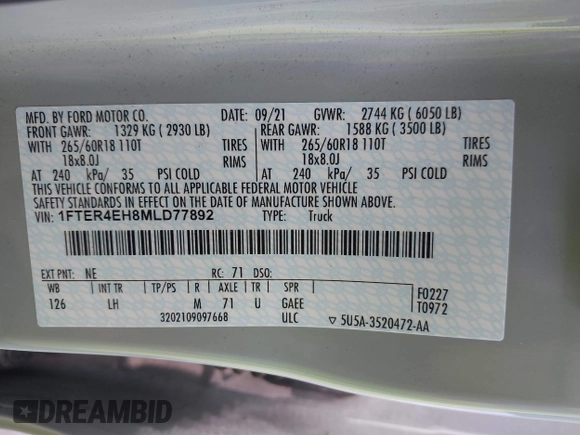 MFD. BY FORD MOTOR CO. DATE: 09/21 GVWR: 2744 KG ( 6050 LB)
FRONT GAWR: 1329 KG ( 2930 LB) REAR GAWR: 1588 KG ( 3500 LB)
WITH 265/60R18 110T TIRES WITH 265/60R18 110T TIRES
18x8.0J RIMS 18x8.0J RIMS
AT 240 kPa/ 35 PSI COLD AT 240 kPa/ 35 PSI COLD
THIS VEHICLE CONFORMS TO ALL APPLICABLE FEDERAL MOTOR VEHICLE
SAFETY STANDARDS IN EFFECT ON THE DATE OF MANUFACTURE SHOWN ABOVE.
VIN: 1FTER4EH8MLD77892 TYPE: Truck
EXT PNT: NE RC: 71 DSO:
WB INT TR TP/PS R AXLE TR SPR
126 LH M 71 U GAEE
F0227
T0972
3202109097668 ULC ▽ 5U5A-3520472-AA
DREAMBID